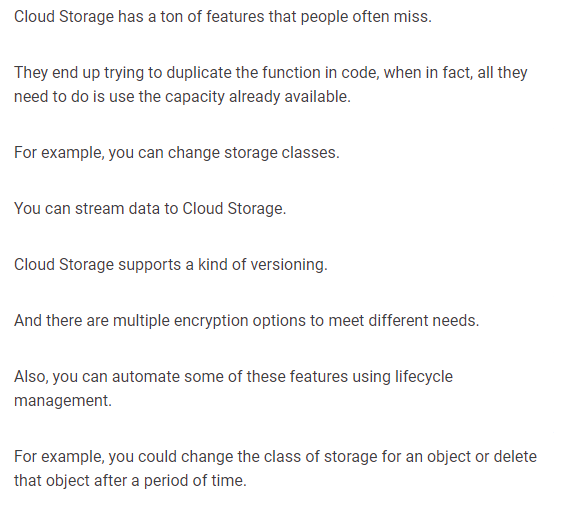 Cloud Storage has a ton of features that people often miss.
They end up trying to duplicate the function in code, when in fact, all they
need to do is use the capacity already available.
For example, you can change storage classes.
You can stream data to Cloud Storage.
Cloud Storage supports a kind of versioning.
And there are multiple encryption options to meet different needs.
Also, you can automate some of these features using lifecycle
management.
For example, you could change the class of storage for an object or delete
that object after a period of time.